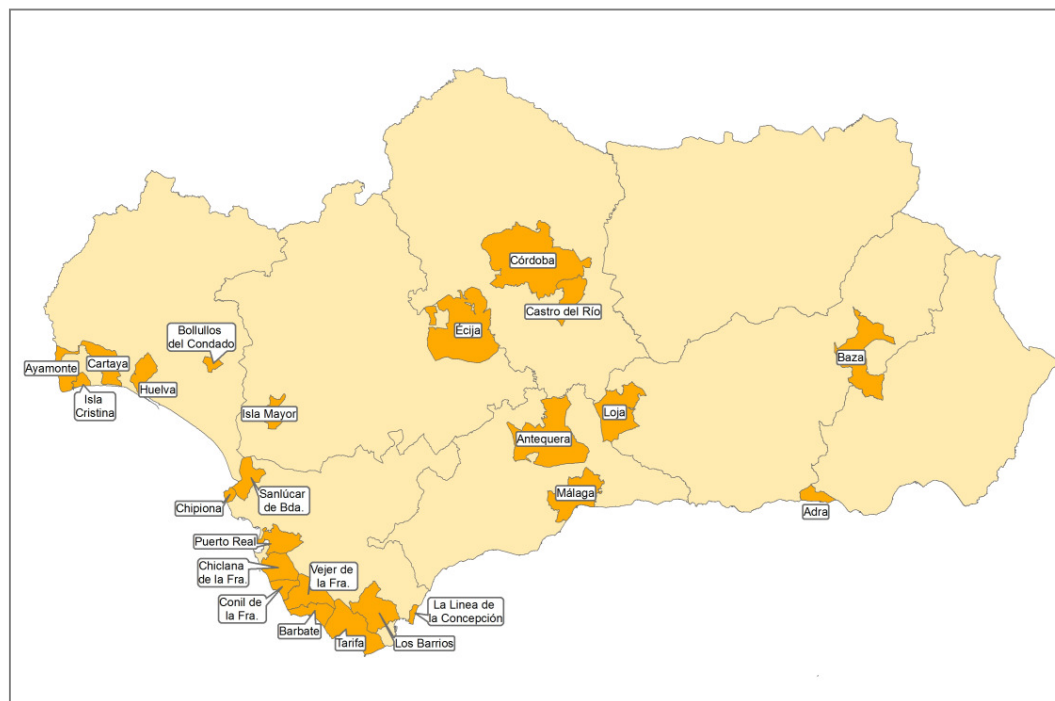 Córdoba
Castro del Río
Écija
Bollullos
del Condado
Ayamonte
Cartaya
Huelva
Isla
Cristina
Isla Mayor
Baza
Loja
Antequera
Málaga
Adra
Sanlúcar
de Bda.
Chipiona
Puerto Real
Chiclana
de la Fra.
Vejer de
la Fra.
Conil de
la Fra.
La Linea de
la Concepción
Barbate
Tarifa
Los Barrios